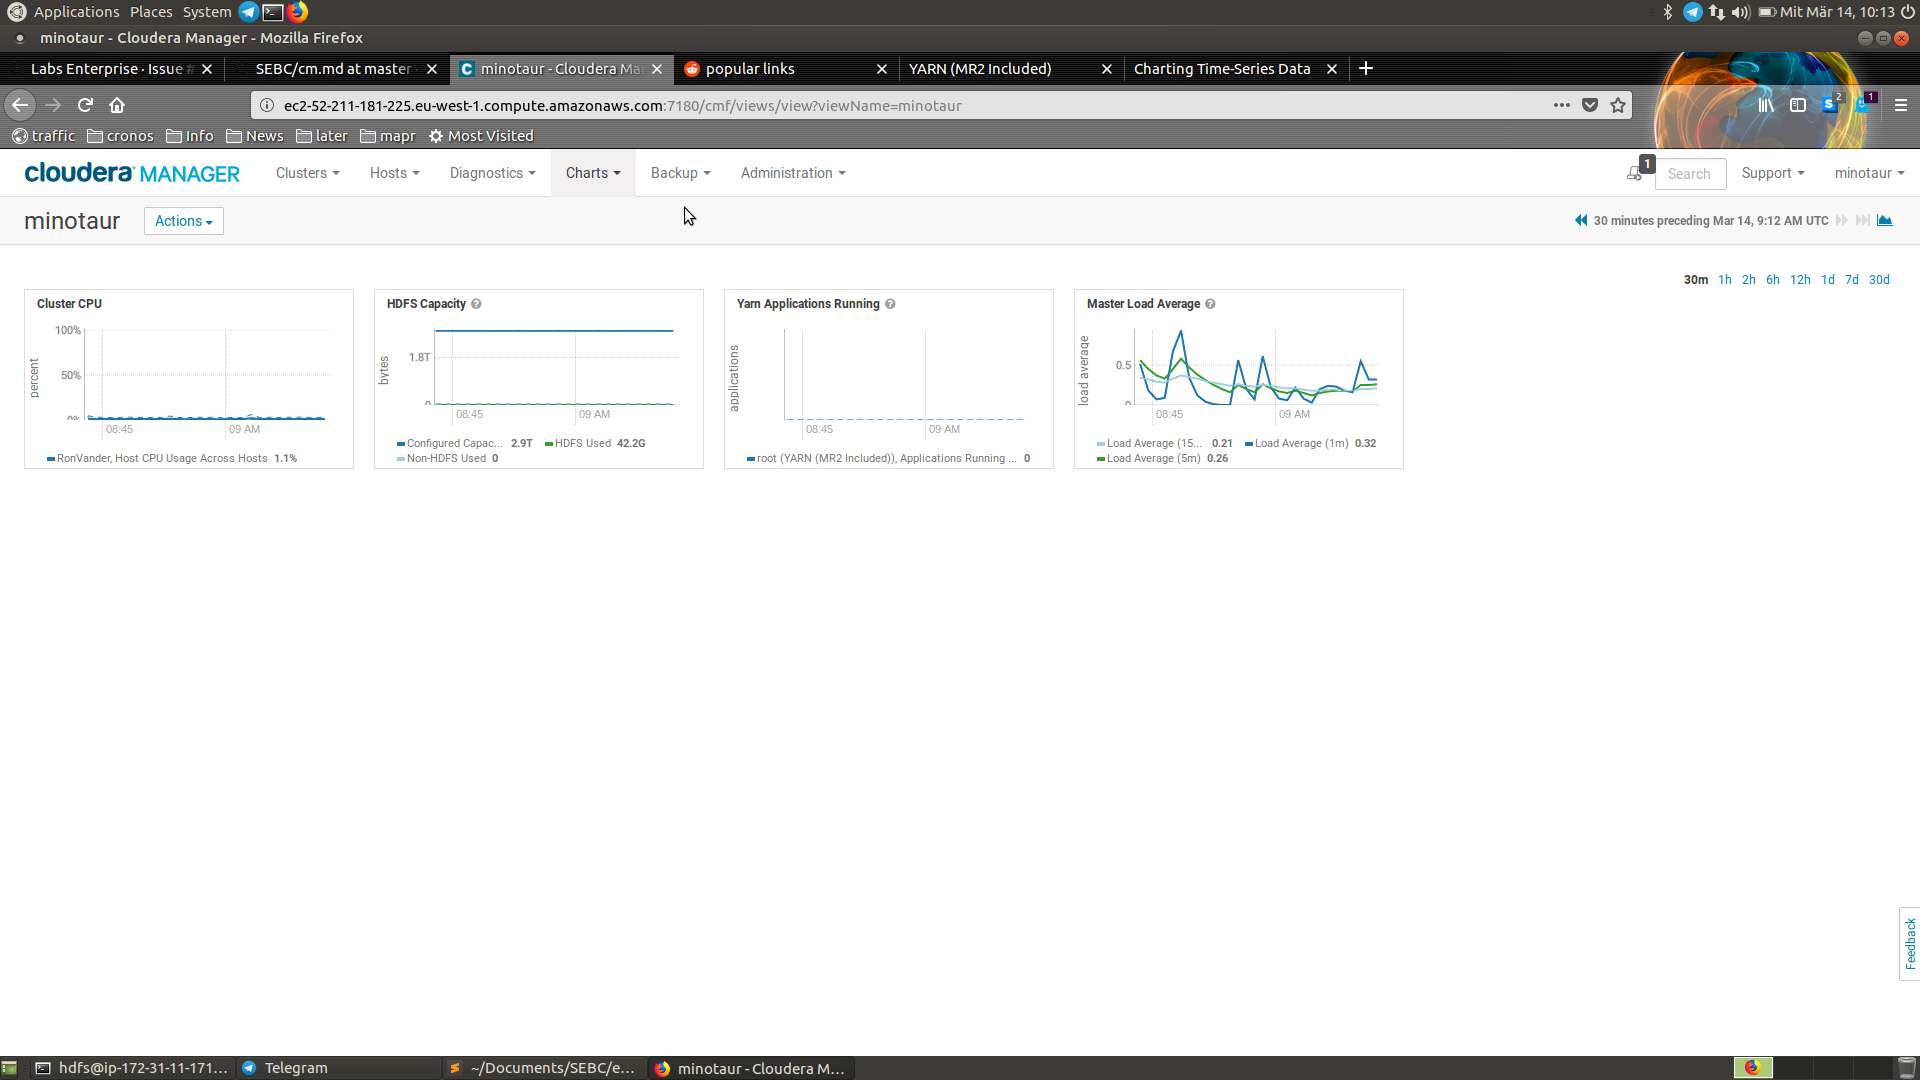 Applications Places System Mit Mär 14, 10:13
minotaur - Cloudera Manager - Mozilla Firefox
Labs Enterprise · Issue # SEBC/cm.md at master minotaur - Cloudera Ma popular links YARN (MR2 Included) Charting Time-Series Data
ec2-52-211-181-225.eu-west-1.compute.amazonaws.com:7180/cmf/views/view?viewName=minotaur
2 1
traffic cronos Info News later mapr Most Visited
cloudera MANAGER Clusters Hosts Diagnostics Charts Backup Administration 1 Search Support minotaur
minotaur Actions 30 minutes preceding Mar 14, 9:12 AM UTC
30m 1h 2h 6h 12h 1d 7d 30d
Cluster CPU
percent
100%
50%
0%
08:45 09 AM
RonVander, Host CPU Usage Across Hosts 1.1%
HDFS Capacity
bytes
1.8T
0
08:45 09 AM
Configured Capac... 2.9T HDFS Used 42.2G
Non-HDFS Used 0
Yarn Applications Running
applications
08:45 09 AM
root (YARN (MR2 Included)), Applications Running ... 0
Master Load Average
load average
0.5
0
08:45 09 AM
Load Average (15... 0.21 Load Average (1m) 0.32
Load Average (5m) 0.26
Feedback
hdfs@ip-172-31-11-171... Telegram ~/Documents/SEBC/e... minotaur - Cloudera M...